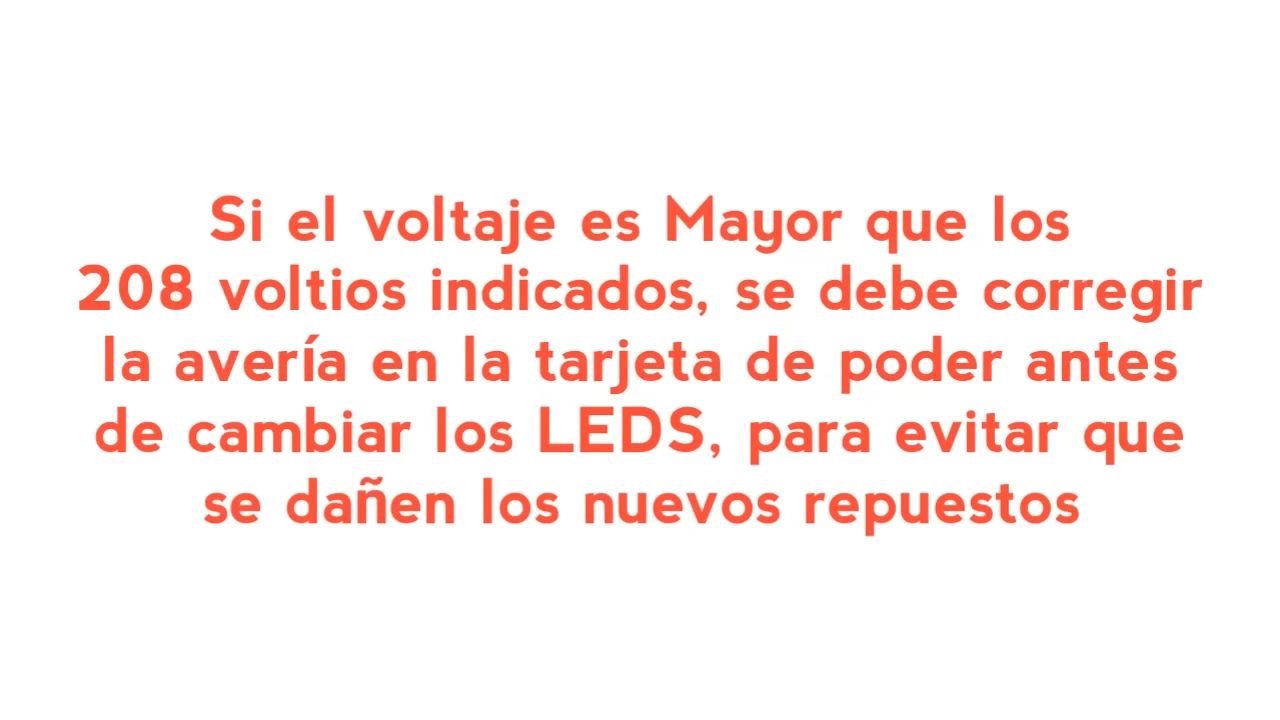 Si el voltaje es Mayor que los
208 voltios indicados, se debe corregir
la avería en la tarjeta de poder antes
de cambiar los LEDS, para evitar que
se dañen los nuevos repuestos